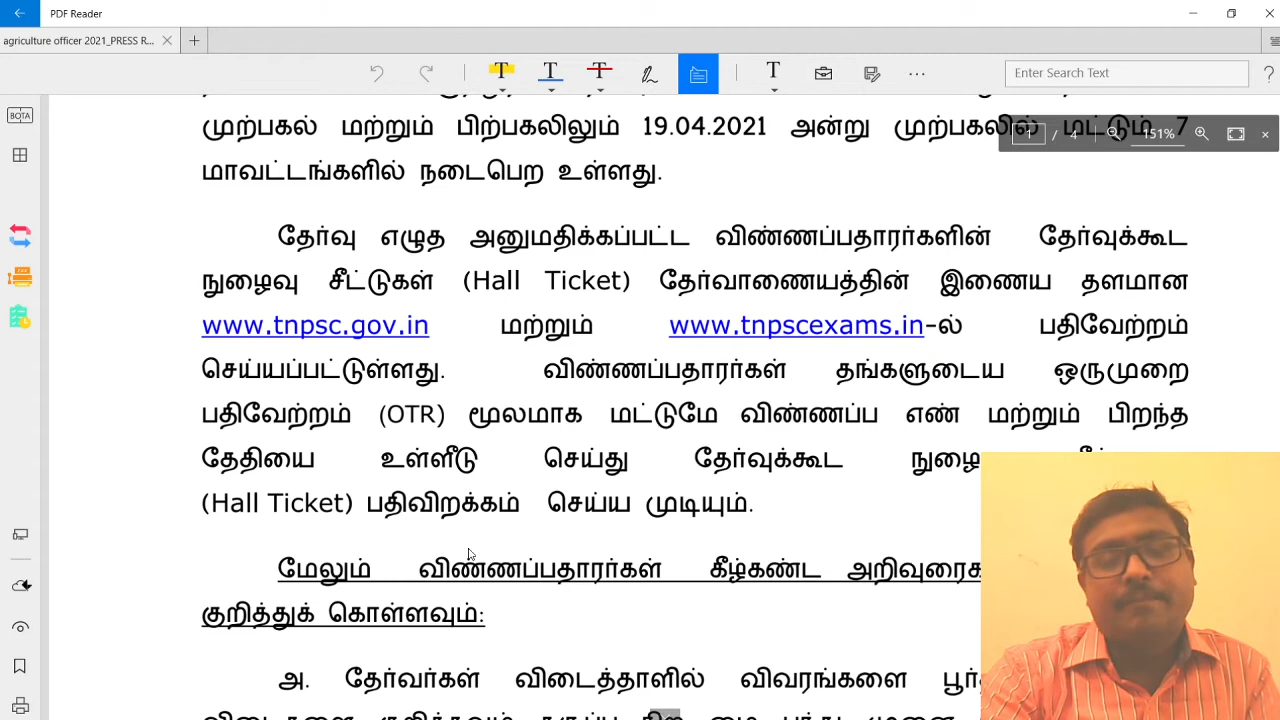 PDF Reader
agriculture officer 2021_PRESS R...
Enter Search Text
BOTA
1 / 4 151%
முற்பகல் மற்றும் பிற்பகலிலும் 19.04.2021 அன்று முற்பகலில் மட்டும் 7
மாவட்டங்களில் நடைபெற உள்ளது.
தேர்வு எழுத அனுமதிக்கப்பட்ட விண்ணப்பதாரர்களின் தேர்வுக்கூட
நுழைவு சீட்டுகள் (Hall Ticket) தேர்வாணையத்தின் இணைய தளமான
www.tnpsc.gov.in மற்றும் www.tnpscexams.in-ல் பதிவேற்றம்
செய்யப்பட்டுள்ளது. விண்ணப்பதாரர்கள் தங்களுடைய ஒருமுறை
பதிவேற்றம் (OTR) மூலமாக மட்டுமே விண்ணப்ப எண் மற்றும் பிறந்த
தேதியை உள்ளீடு செய்து தேர்வுக்கூட
(Hall Ticket) பதிவிறக்கம் செய்ய முடியும்.
மேலும் விண்ணப்பதாரர்கள் கீழ்கண்ட
குறித்துக் கொள்ளவும்:
அ. தேர்வர்கள் விடைத்தாளில் விவரங்களை